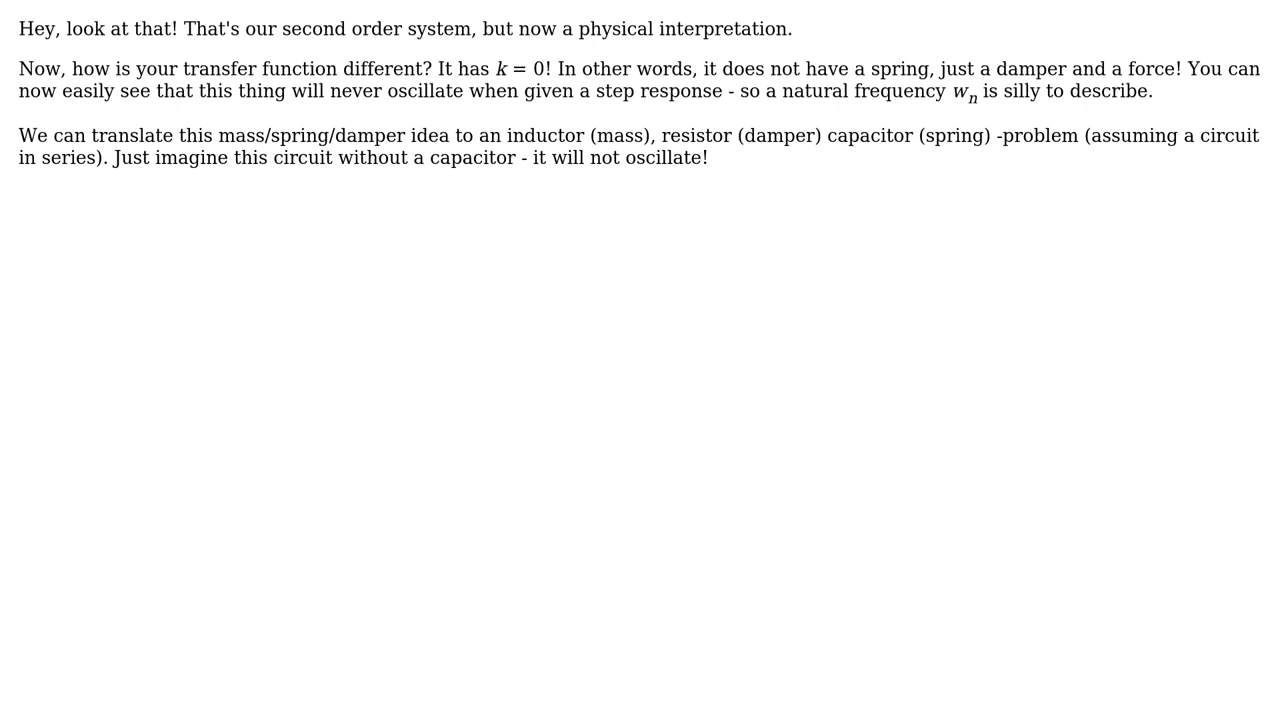 Hey, look at that! That's our second order system, but now a physical interpretation.
Now, how is your transfer function different? It has k = 0! In other words, it does not have a spring, just a damper and a force! You can
now easily see that this thing will never oscillate when given a step response - so a natural frequency wn is silly to describe.
We can translate this mass/spring/damper idea to an inductor (mass), resistor (damper) capacitor (spring) -problem (assuming a circuit
in series). Just imagine this circuit without a capacitor - it will not oscillate!